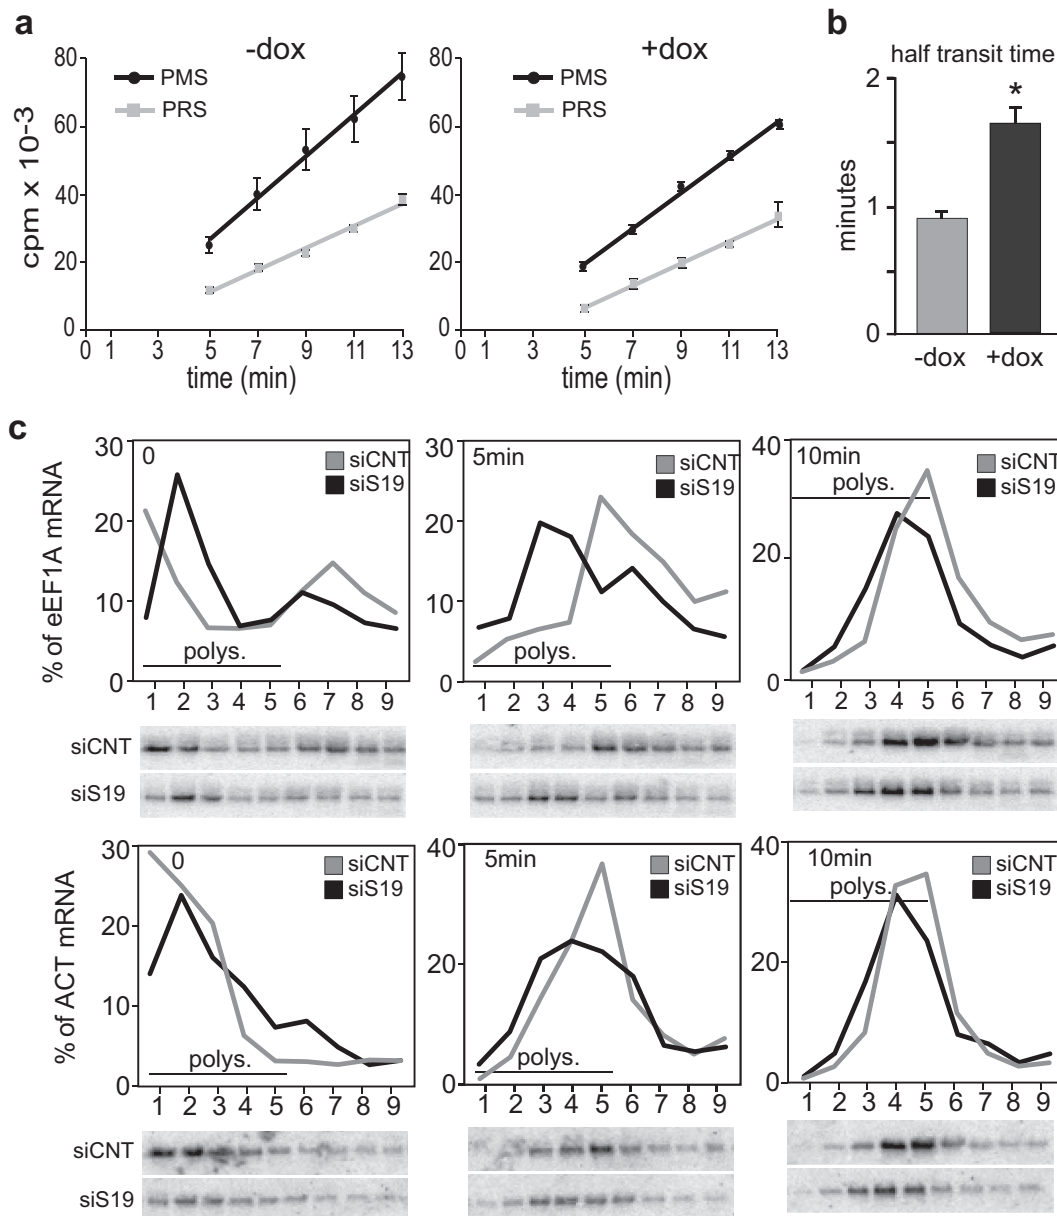 a
-dox
+dox
80
60
40
20
0
cpm x 10-3
PMS
PRS
0 1 3 5 7 9 11 13
time (min)
80
60
40
20
0
PMS
PRS
0 1 3 5 7 9 11 13
time (min)
b
half transit time
2
1
0
minutes
*
-dox +dox
c
% of eEF1A mRNA
30
20
10
0
0
siCNT
siS19
polys.
1 2 3 4 5 6 7 8 9
30
20
10
0
5min
siCNT
siS19
polys.
1 2 3 4 5 6 7 8 9
40
20
0
10min
polys.
siCNT
siS19
1 2 3 4 5 6 7 8 9
siCNT
siS19
% of ACT mRNA
30
20
10
0
0
siCNT
siS19
polys.
1 2 3 4 5 6 7 8 9
40
20
0
5min
siCNT
siS19
polys.
1 2 3 4 5 6 7 8 9
40
20
0
10min
polys.
siCNT
siS19
1 2 3 4 5 6 7 8 9
siCNT
siS19